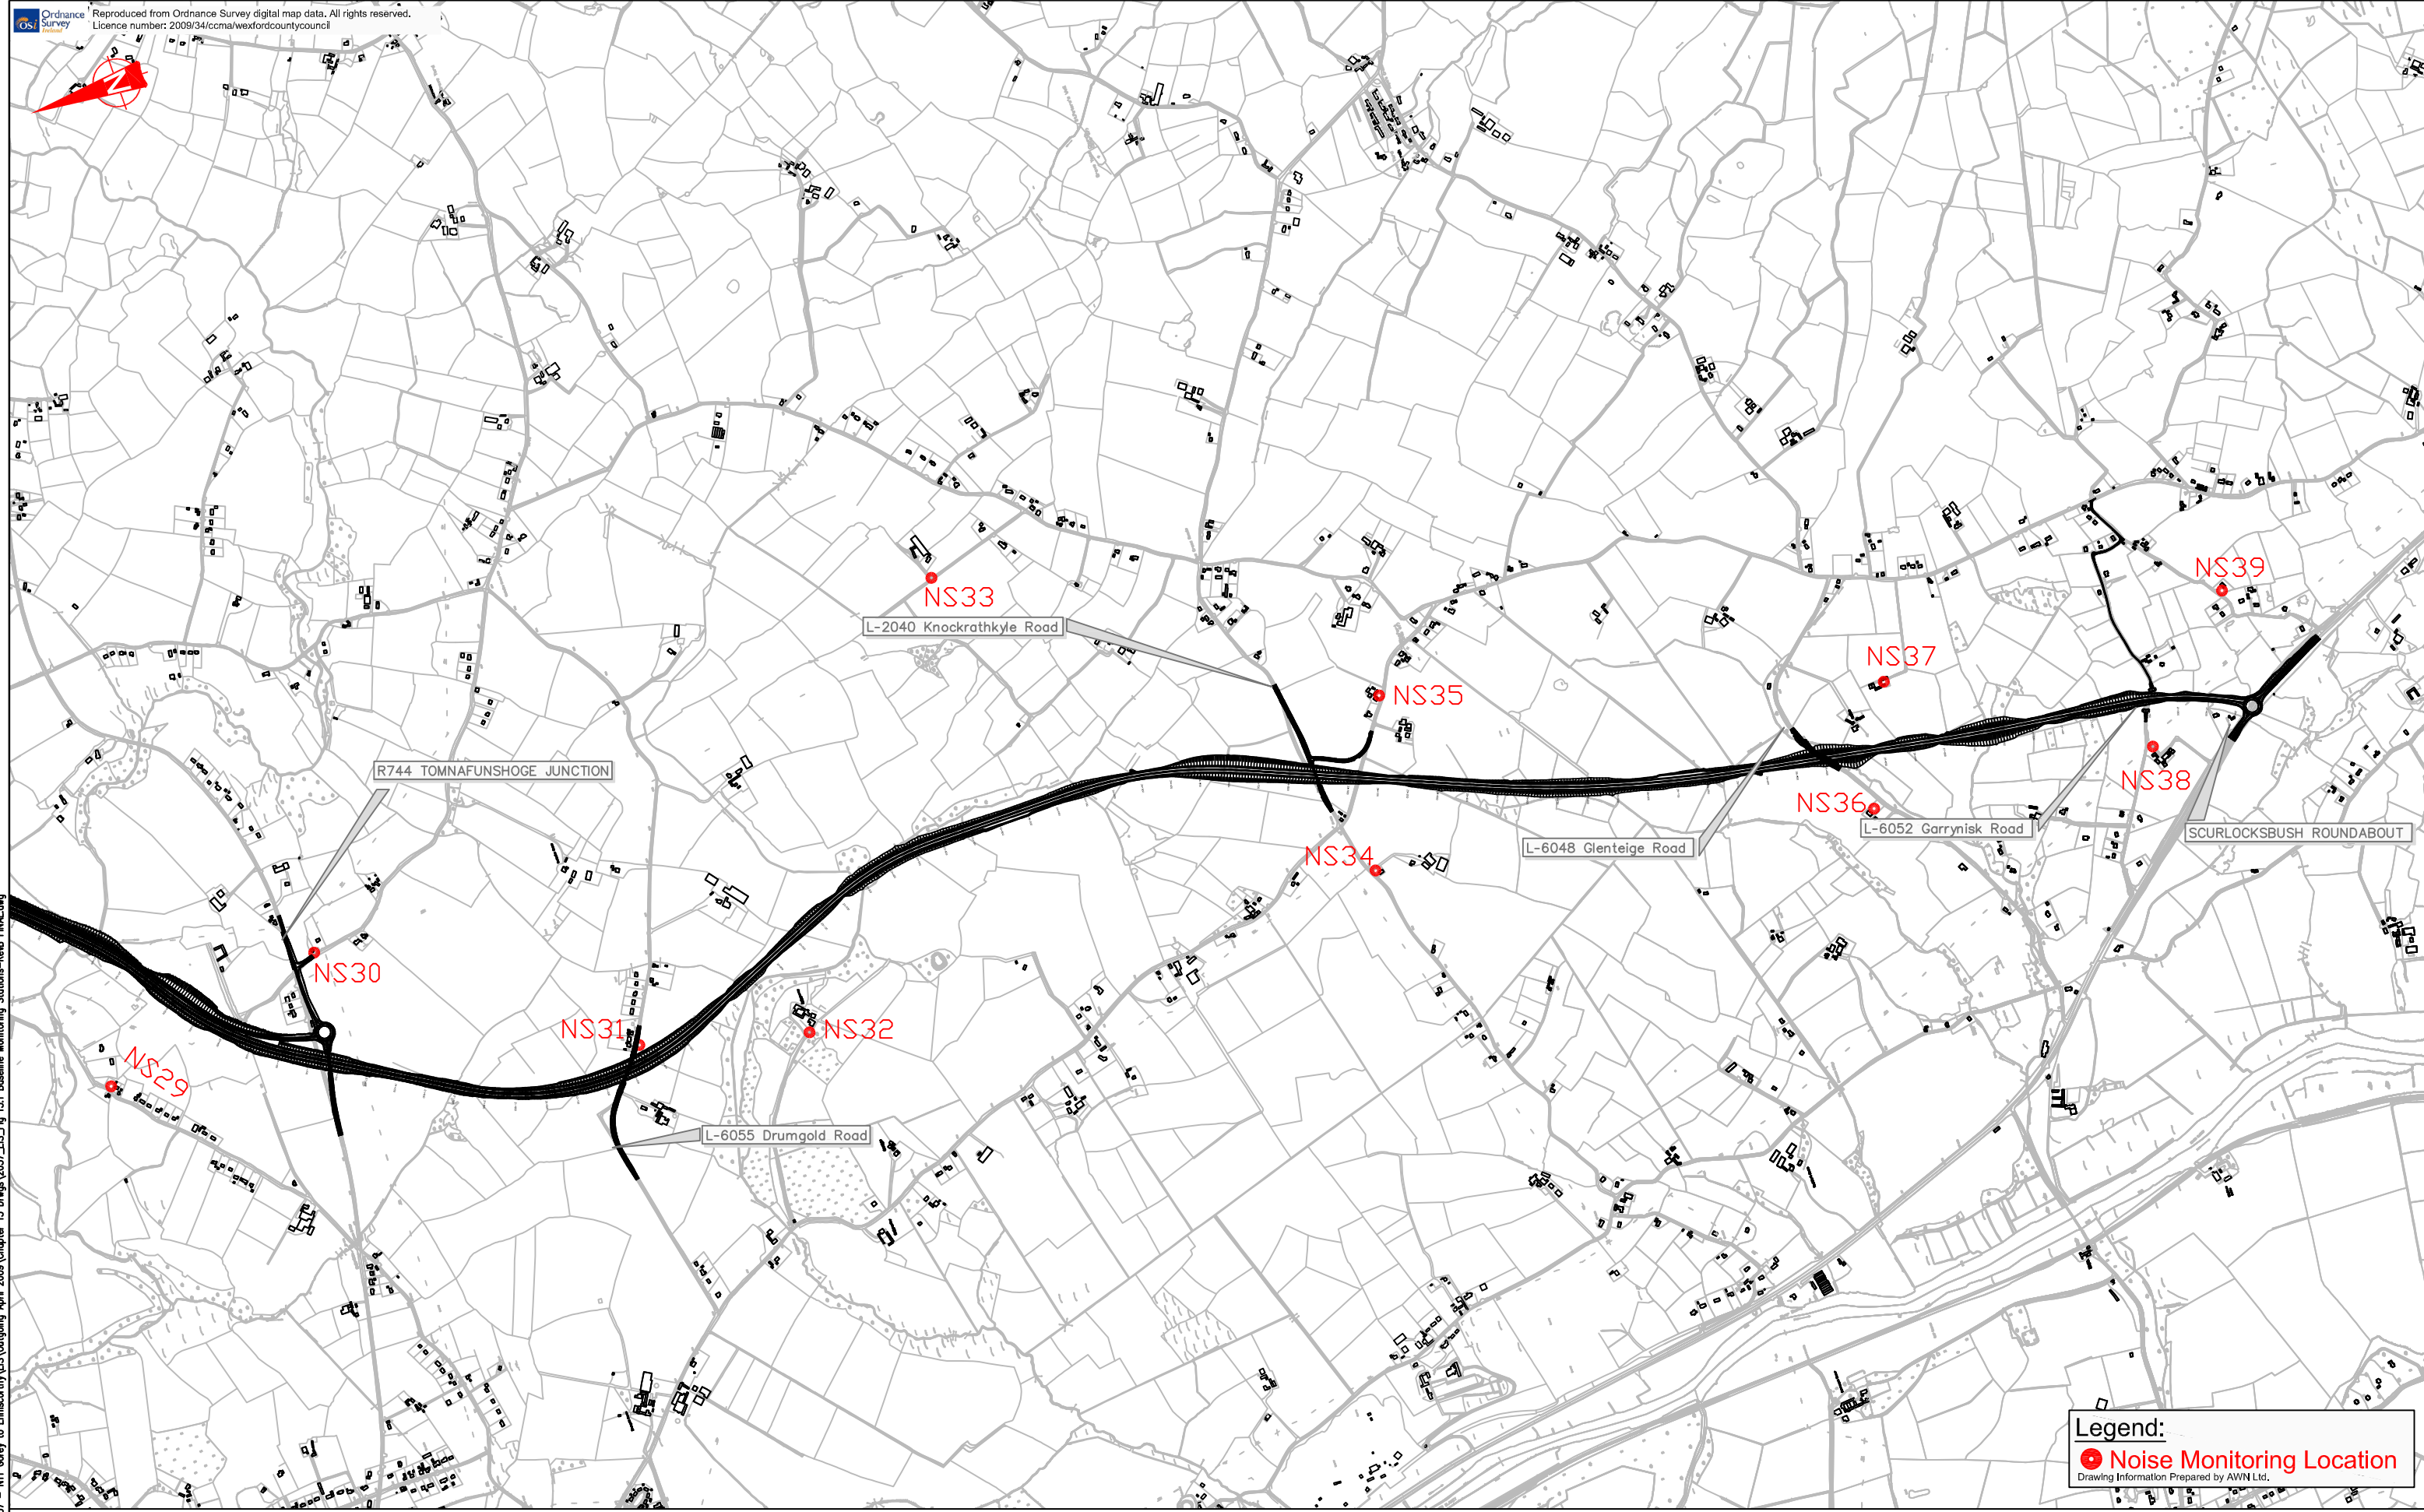 Ordnance
Survey
Ireland
OSi
Reproduced from Ordnance Survey digital map data. All rights reserved.
Licence number: 2009/34/ccma/wexfordcountycouncil
N
NS33
L-2040 Knockrathkyle Road
NS39
NS37
NS35
R744 TOMNAFUNSHOGE JUNCTION
NS38
NS36
L-6052 Garrynisk Road
SCURLOCKSBUSH ROUNDABOUT
L-6048 Glenteige Road
NS34
NS30
NS31
NS32
NS29
L-6055 Drumgold Road
Legend:
Noise Monitoring Location
Drawing Information Prepared by AWN Ltd.